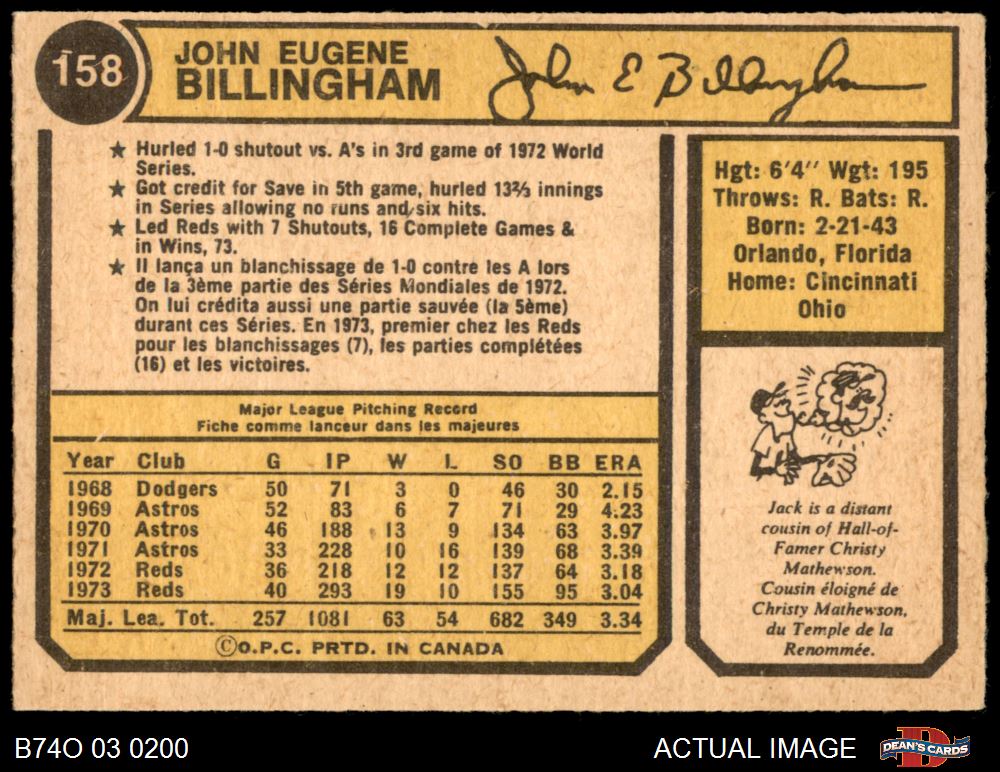 158
JOHN EUGENE
BILLINGHAM
John E Billingham
★ Hurled 1-0 shutout vs. A's in 3rd game of 1972 World
Series.
★ Got credit for Save in 5th game, hurled 13⅔ innings
in Series allowing no runs and six hits.
★ Led Reds with 7 Shutouts, 16 Complete Games &
in Wins, 73.
★ Il lança un blanchissage de 1-0 contre les A lors
de la 3ème partie des Séries Mondiales de 1972.
On lui crédita aussi une partie sauvée (la 5ème)
durant ces Séries. En 1973, premier chez les Reds
pour les blanchissages (7), les parties complétées
(16) et les victoires.
Hgt: 6'4" Wgt: 195
Throws: R. Bats: R.
Born: 2-21-43
Orlando, Florida
Home: Cincinnati
Ohio
Major League Pitching Record
Fiche comme lanceur dans les majeures
Year Club G IP W L SO BB ERA
1968 Dodgers 50 71 3 0 46 30 2.15
1969 Astros 52 83 6 7 71 29 4.23
1970 Astros 46 188 13 9 134 63 3.97
1971 Astros 33 228 10 16 139 68 3.39
1972 Reds 36 218 12 12 137 64 3.18
1973 Reds 40 293 19 10 155 95 3.04
Maj. Lea. Tot. 257 1081 63 54 682 349 3.34
©O.P.C. PRTD. IN CANADA
Jack is a distant
cousin of Hall-of-
Famer Christy
Mathewson.
Cousin éloigné de
Christy Mathewson,
du Temple de la
Renommée.
B74O 03 0200
ACTUAL IMAGE
D
DEAN'S CARDS